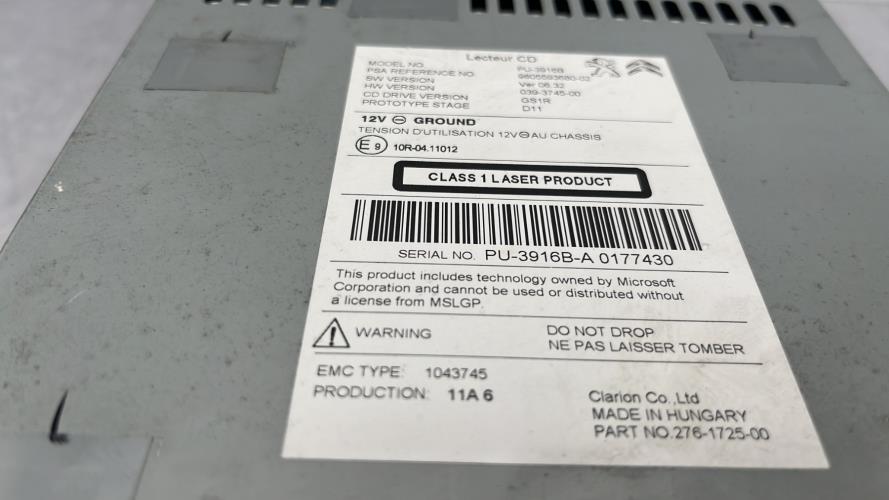 Lecteur CD
MODEL NO. PU-3916B
PSA REFERENCE NO. 9805593680-02
SW VERSION Ver 06.32
HW VERSION 039-3745-00
CD DRIVE VERSION GS1R
PROTOTYPE STAGE D11
12V ⊖ GROUND
TENSION D'UTILISATION 12V ⊖ AU CHASSIS
E9 10R-04.11012
CLASS 1 LASER PRODUCT
SERIAL NO. PU-3916B-A 0177430
This product includes technology owned by Microsoft
Corporation and cannot be used or distributed without
a license from MSLGP.
WARNING DO NOT DROP
NE PAS LAISSER TOMBER
EMC TYPE: 1043745
PRODUCTION: 11A 6
Clarion Co.,Ltd
MADE IN HUNGARY
PART NO.276-1725-00